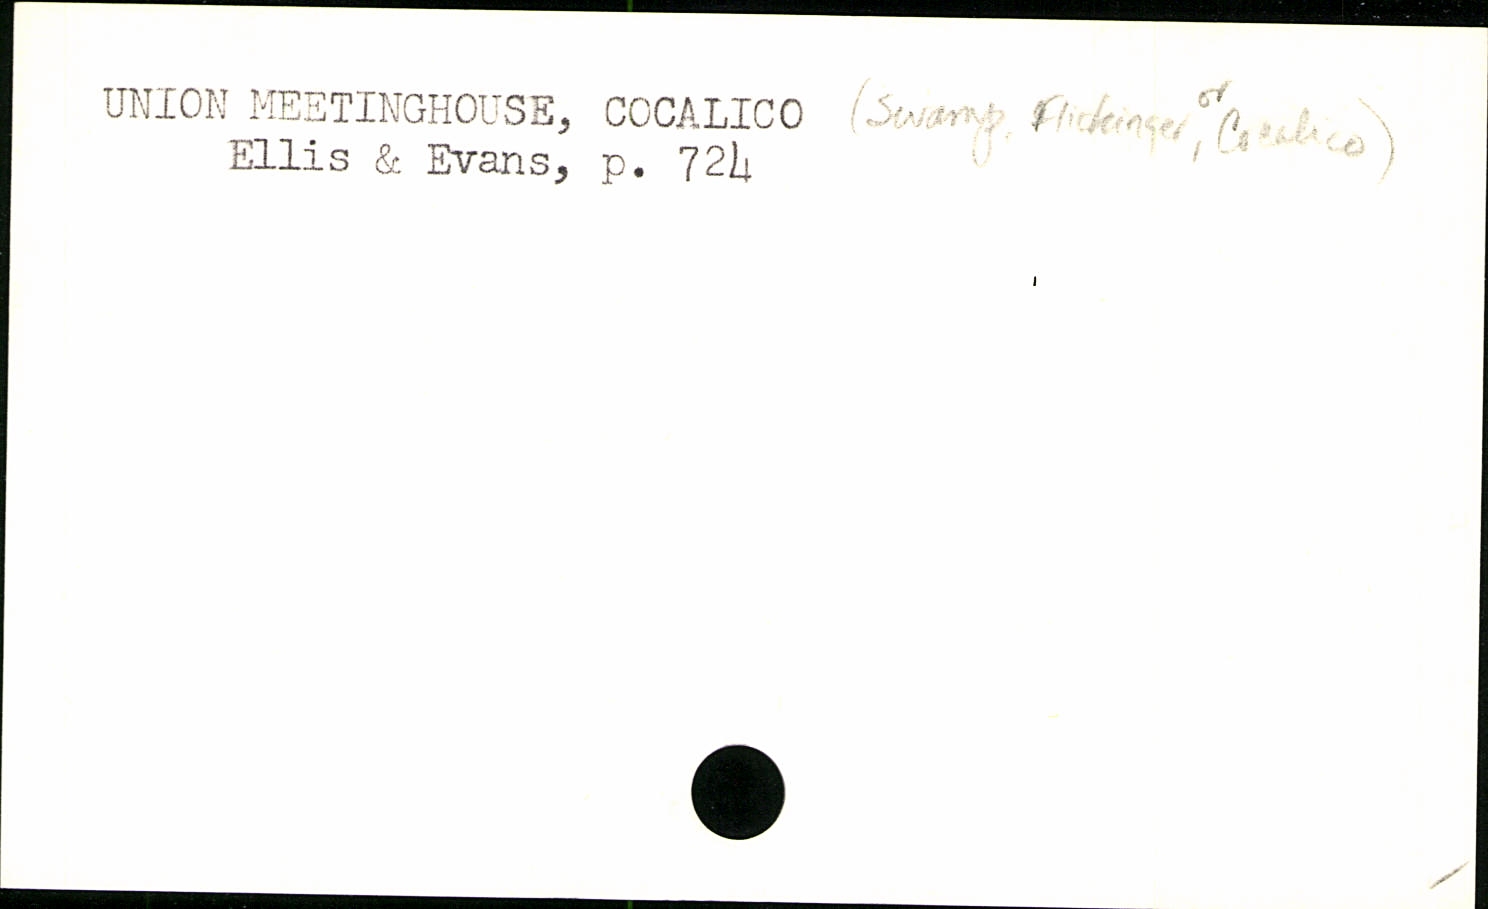 UNION MEETINGHOUSE, COCALICO (Swamp, Flickinger, or Cocalico)
Ellis & Evans, p. 724